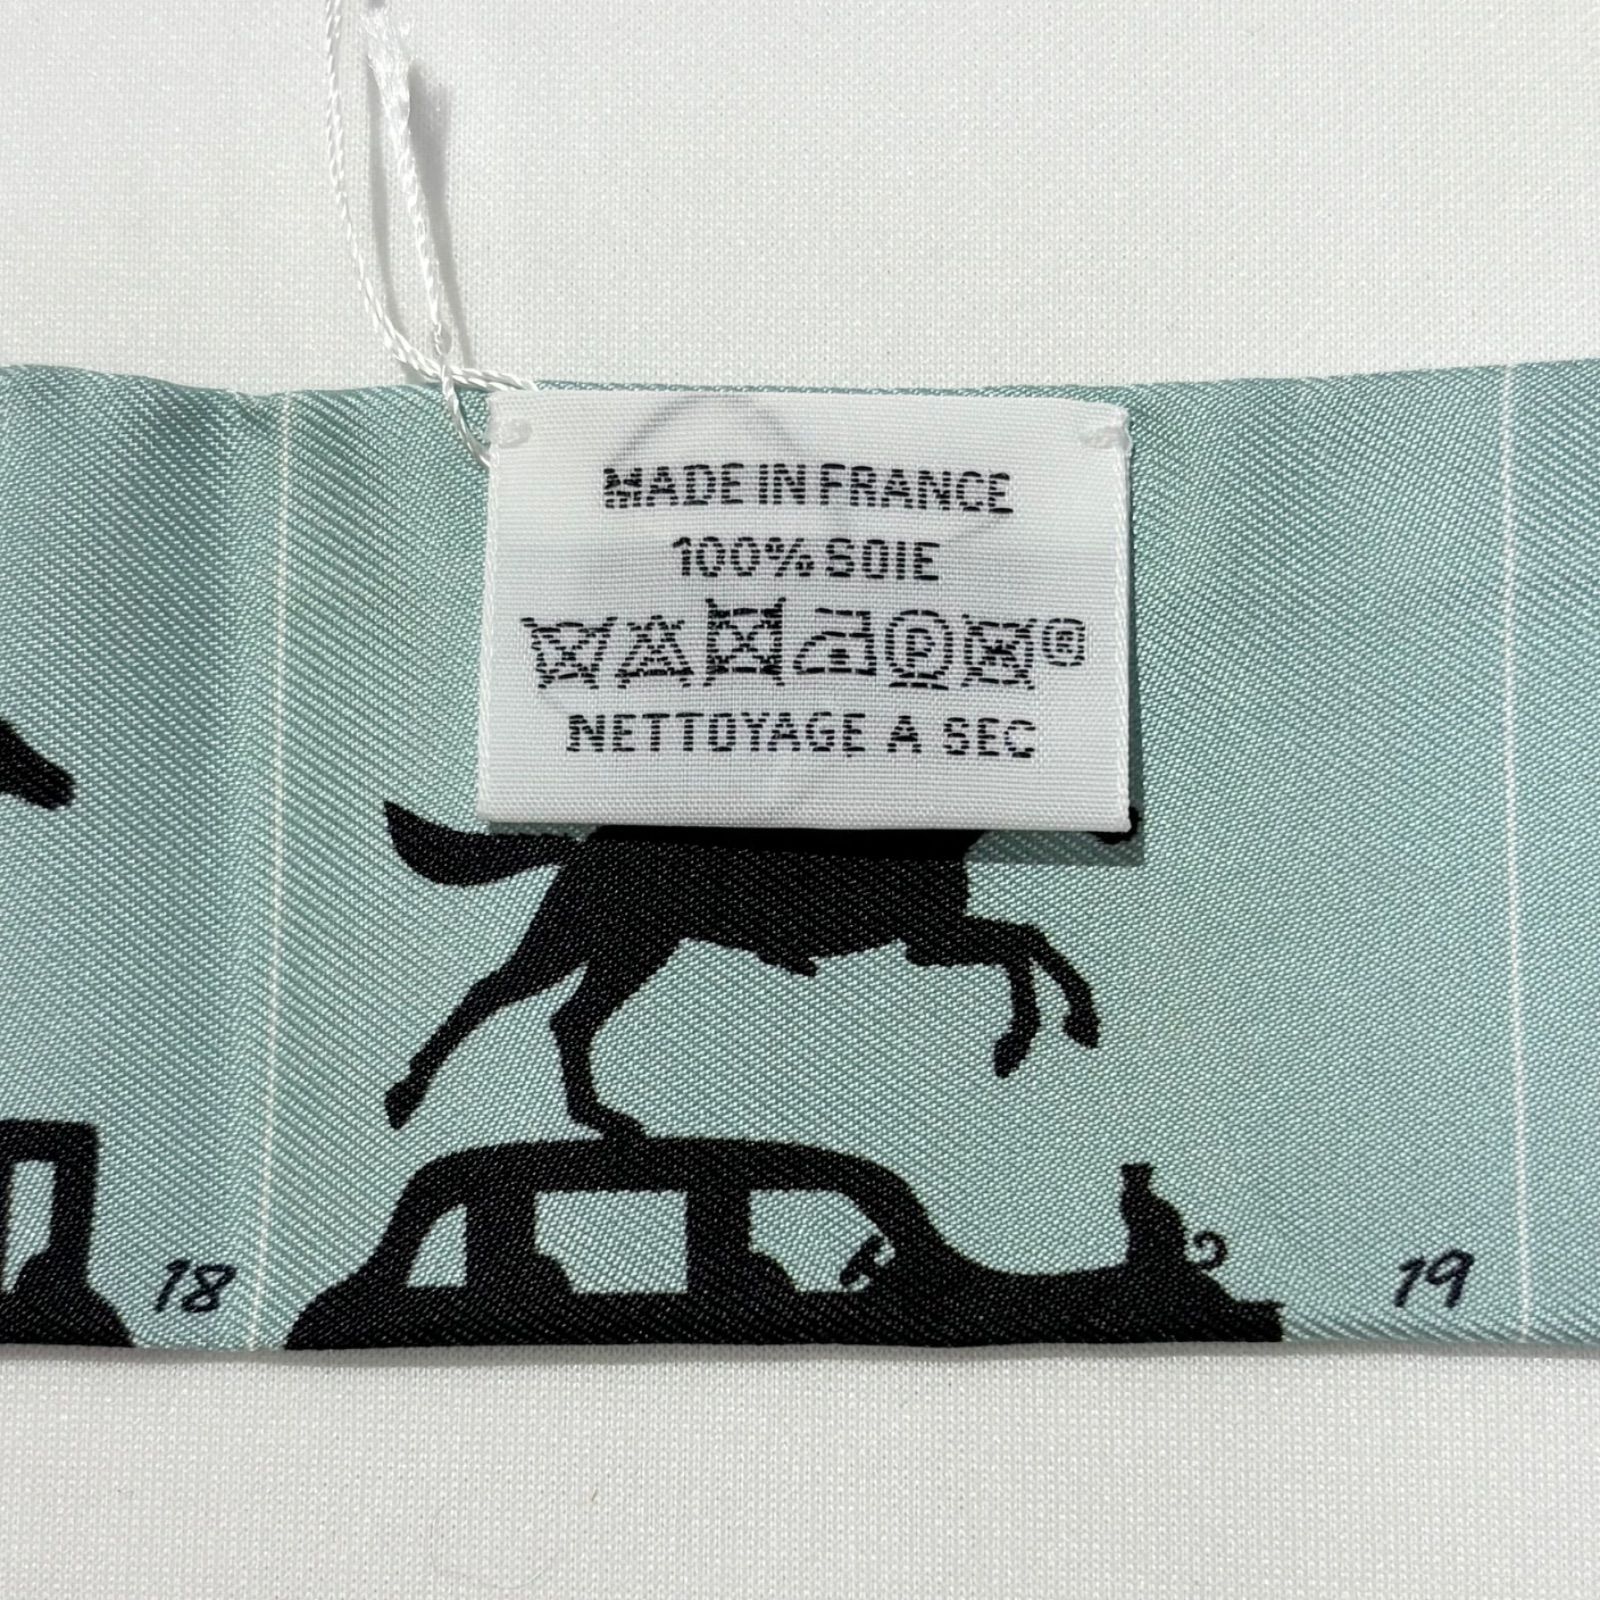 MADE IN FRANCE
100% SOIE
P
R
NETTOYAGE A SEC
18
19